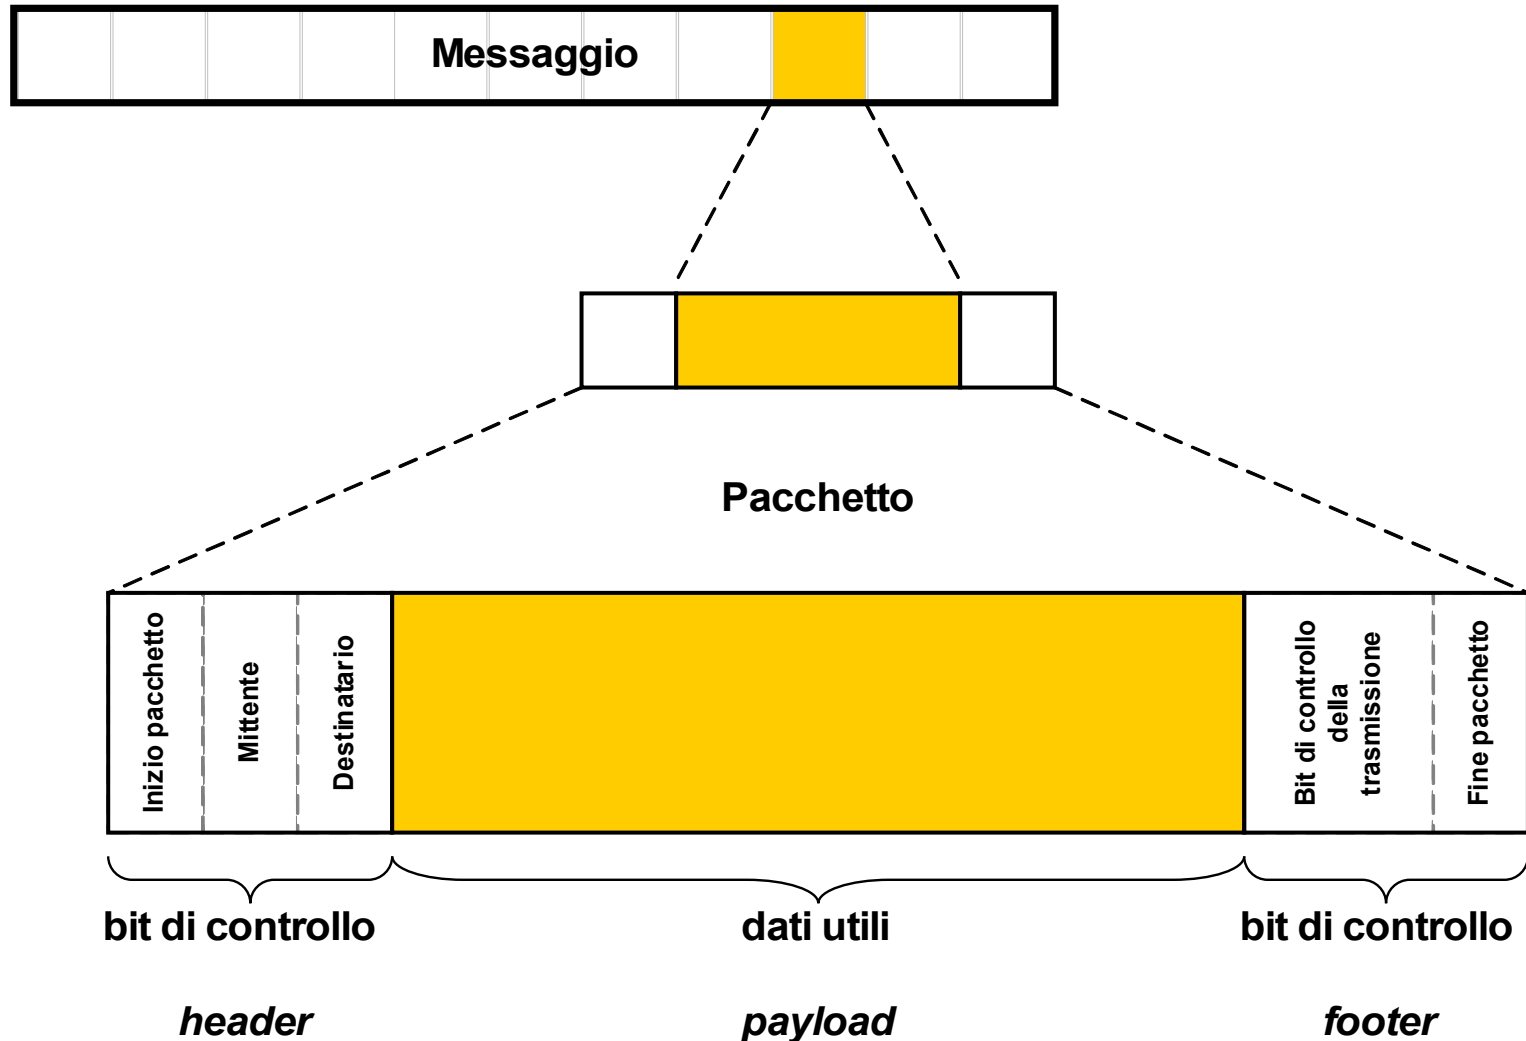 Messaggio
Pacchetto
Inizio pacchetto
Mittente
Destinatario
Bit di controllo
della
trasmissione
Fine pacchetto
bit di controllo
dati utili
bit di controllo
header
payload
footer